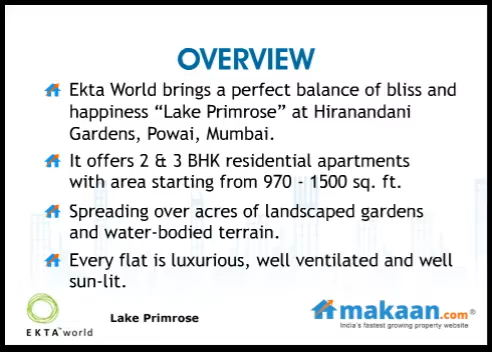 OVERVIEW
Ekta World brings a perfect balance of bliss and
happiness “Lake Primrose” at Hiranandani
Gardens, Powai, Mumbai.
It offers 2 & 3 BHK residential apartments
with area starting from 970 - 1500 sq. ft.
Spreading over acres of landscaped gardens
and water-bodied terrain.
Every flat is luxurious, well ventilated and well
sun-lit.
EKTA™world
Lake Primrose
makaan.com®
India's fastest growing property website